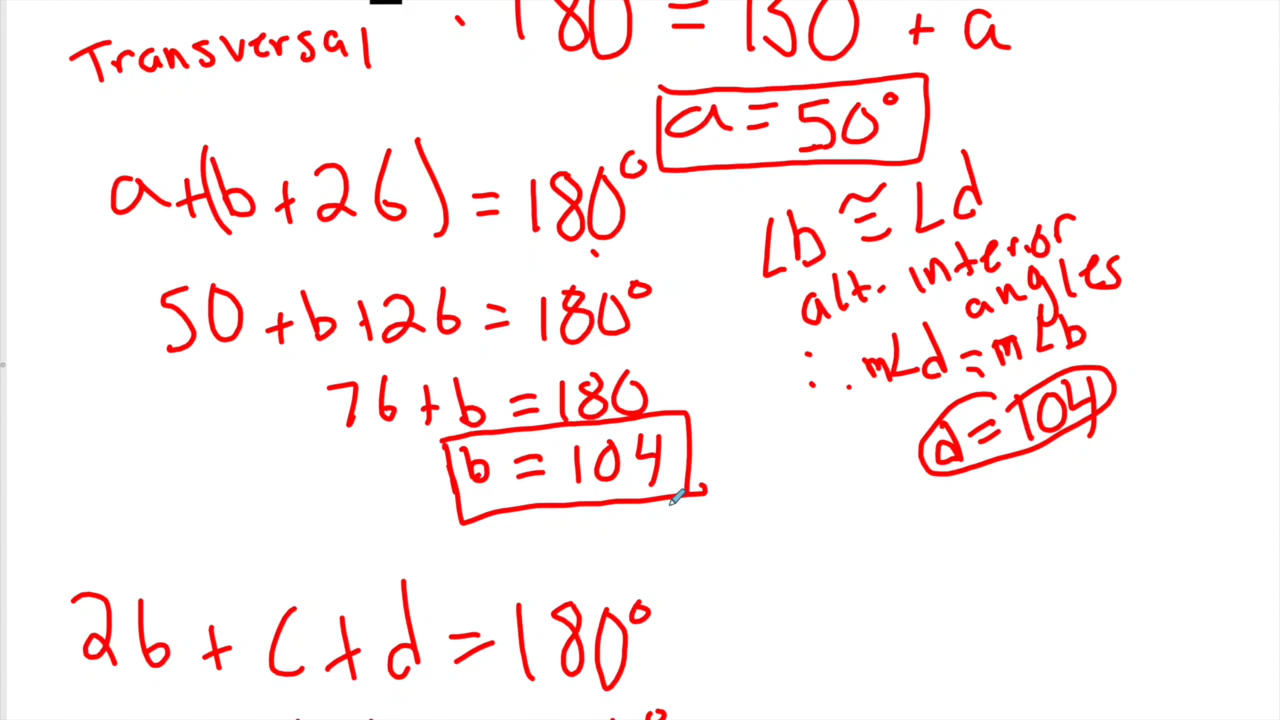 Transversal
180 = 130 + a
a = 50°
a+(b+26) = 180°
∠b ≅ ∠d
alt. interior
angles
50 + b + 26 = 180°
∴ m∠d = m∠b
76 + b = 180
d = 104
b = 104
26 + c + d = 180°